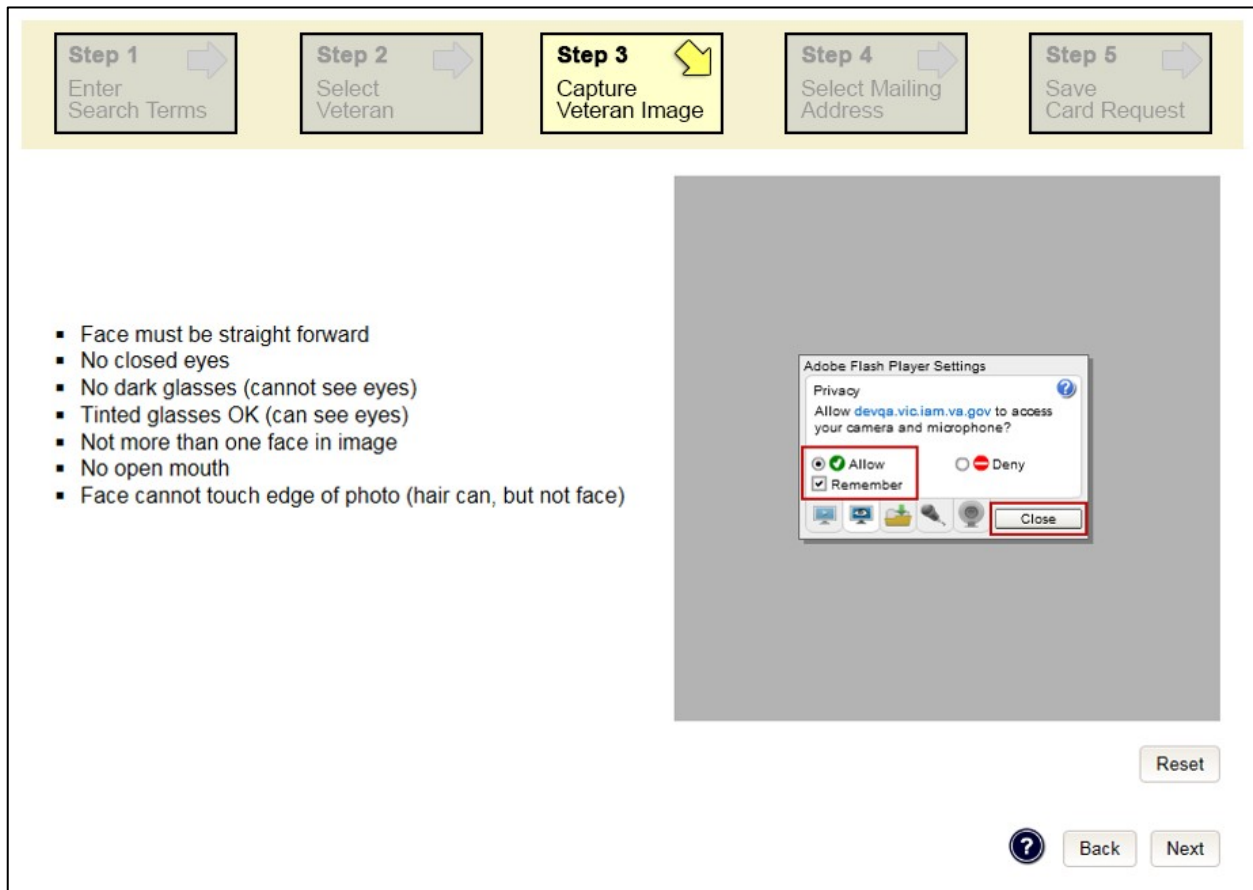 Step 1
Enter
Search Terms
Step 2
Select
Veteran
Step 3
Capture
Veteran Image
Step 4
Select Mailing
Address
Step 5
Save
Card Request
▪ Face must be straight forward
▪ No closed eyes
▪ No dark glasses (cannot see eyes)
▪ Tinted glasses OK (can see eyes)
▪ Not more than one face in image
▪ No open mouth
▪ Face cannot touch edge of photo (hair can, but not face)
Adobe Flash Player Settings
Privacy
?
Allow devqa.vic.iam.va.gov to access
your camera and microphone?
Allow
Deny
Remember
Close
Reset
?
Back
Next